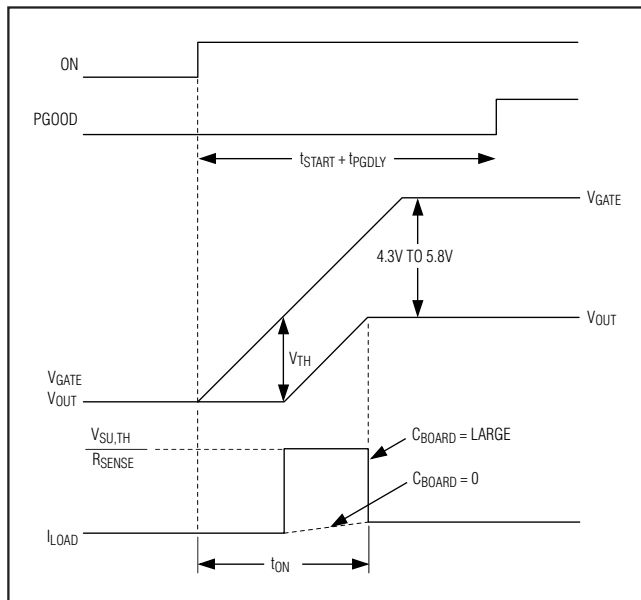 ON
PGOOD
tSTART + tPGDLY
VGATE
4.3V TO 5.8V
VOUT
VTH
VGATE
VOUT
VSU,TH
RSENSE
CBOARD = LARGE
CBOARD = 0
ILOAD
tON